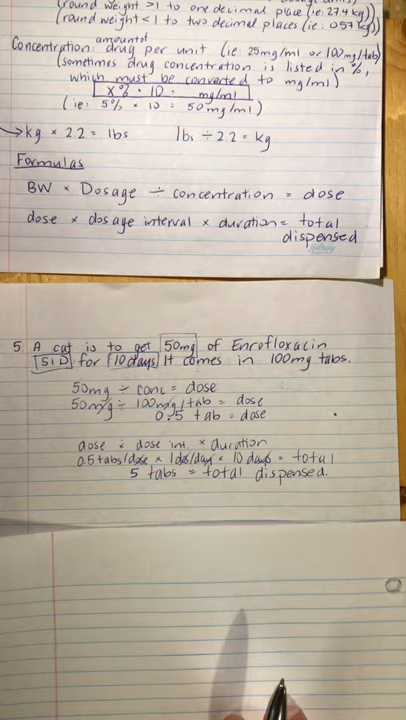 (round weight >1 to one decimal place (ie: 27.4 kg))
(round weight <1 to two decimal places (ie: 0.57 kg))
Concentration: amount of drug per unit (ie: 25mg/ml or 100mg/tab)
(sometimes drug concentration is listed in %,
which must be converted to mg/ml)
x% · 10 = mg/ml
(ie: 5% × 10 = 50mg/ml)
→kg × 2.2 = lbs lbs ÷ 2.2 = kg
Formulas
BW × Dosage ÷ concentration = dose
dose × dosage interval × duration = total
dispensed
5. A cat is to get 50mg of Enrofloxacin
SID for 10 days. It comes in 100mg tabs.
50mg ÷ conc = dose
50mg ÷ 100mg/tab = dose
0.5 tab = dose
dose × dose int. × duration
0.5 tabs/dose × 1 dose/day × 10 days = total
5 tabs = total dispensed.